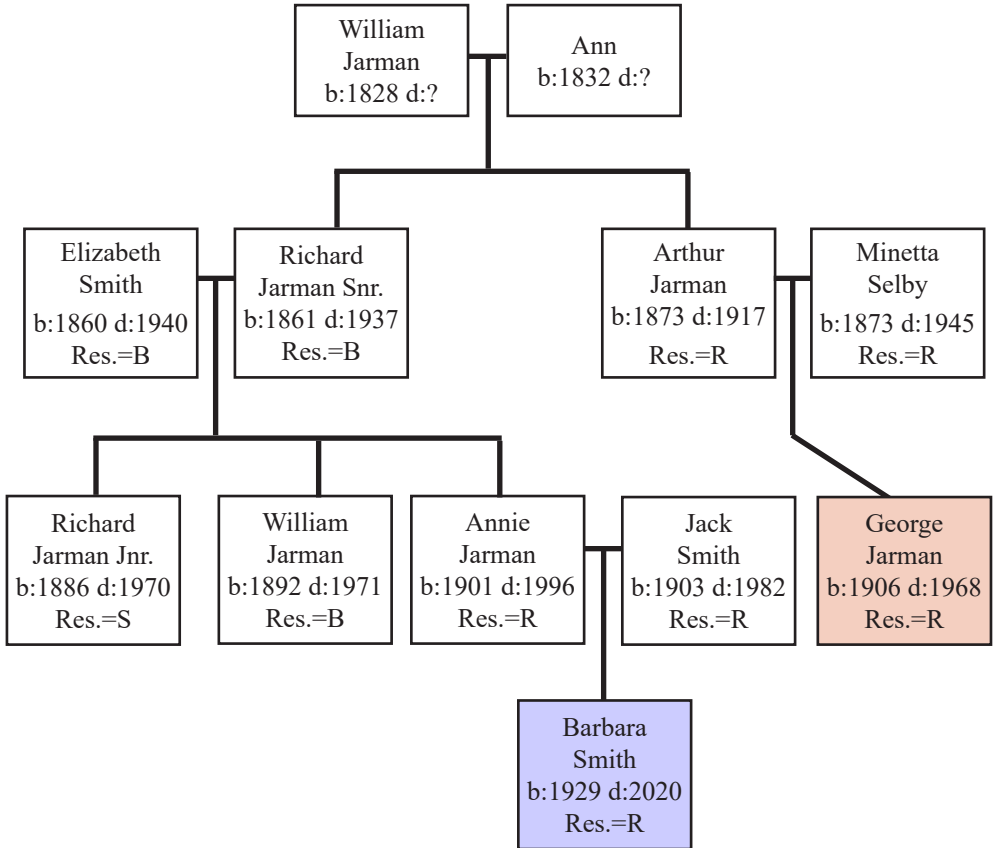 William
Jarman
b:1828 d:?
Ann
b:1832 d:?
Elizabeth
Smith
b:1860 d:1940
Res.=B
Richard
Jarman Snr.
b:1861 d:1937
Res.=B
Arthur
Jarman
b:1873 d:1917
Res.=R
Minetta
Selby
b:1873 d:1945
Res.=R
Richard
Jarman Jnr.
b:1886 d:1970
Res.=S
William
Jarman
b:1892 d:1971
Res.=B
Annie
Jarman
b:1901 d:1996
Res.=R
Jack
Smith
b:1903 d:1982
Res.=R
George
Jarman
b:1906 d:1968
Res.=R
Barbara
Smith
b:1929 d:2020
Res.=R